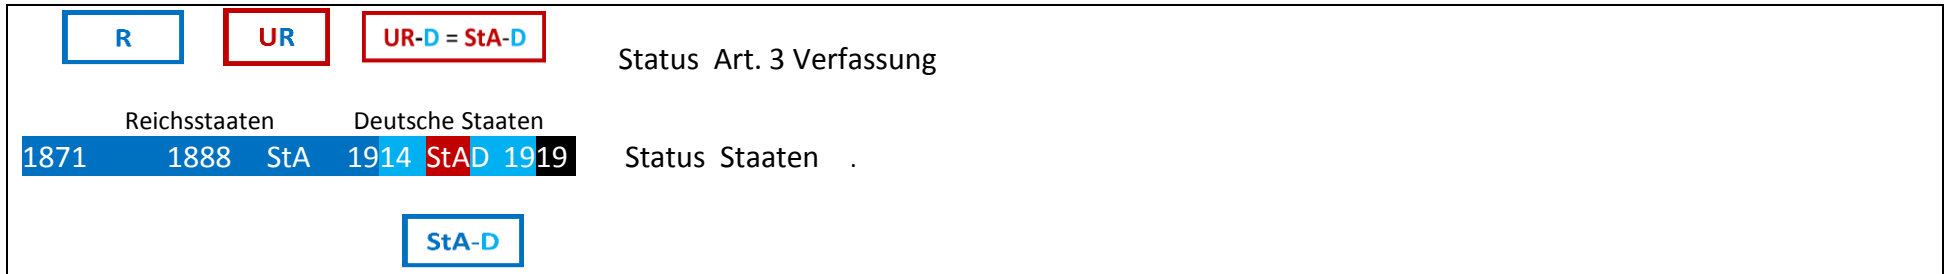 R UR UR-D = StA-D
Status Art. 3 Verfassung
Reichsstaaten Deutsche Staaten
1871 1888 StA 1914 StAD 1919 Status Staaten .
StA-D